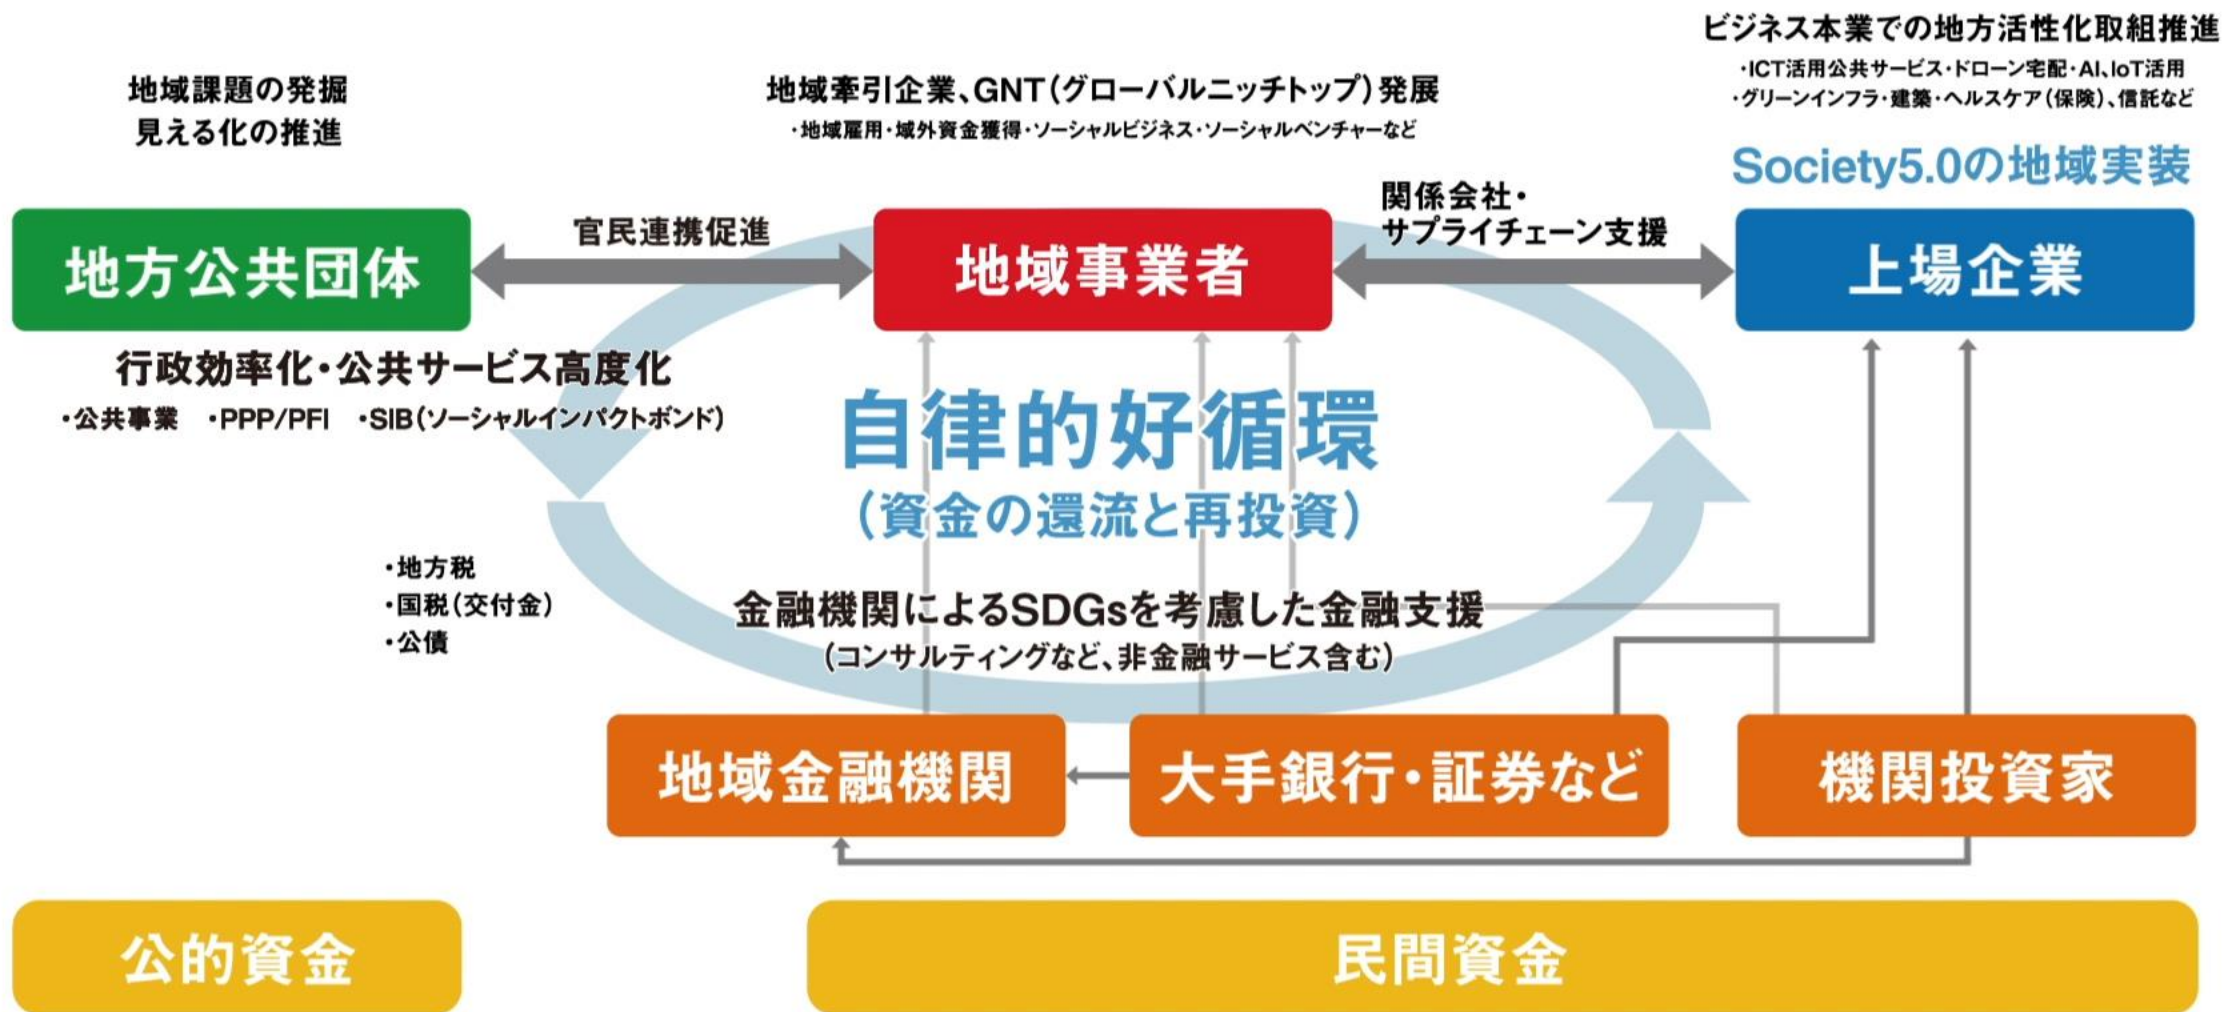 ビジネス本業での地方活性化取組推進
・ICT活用公共サービス・ドローン宅配・AI、IoT活用
・グリーンインフラ・建築・ヘルスケア（保険）、信託など
Society5.0の地域実装
地域課題の発掘
見える化の推進
地域牽引企業、GNT（グローバルニッチトップ）発展
・地域雇用・域外資金獲得・ソーシャルビジネス・ソーシャルベンチャーなど
地方公共団体
官民連携促進
地域事業者
関係会社・
サプライチェーン支援
上場企業
行政効率化・公共サービス高度化
・公共事業 ・PPP/PFI ・SIB（ソーシャルインパクトボンド）
自律的好循環
（資金の還流と再投資）
・地方税
・国税（交付金）
・公債
金融機関によるSDGsを考慮した金融支援
（コンサルティングなど、非金融サービス含む）
地域金融機関
大手銀行・証券など
機関投資家
公的資金
民間資金